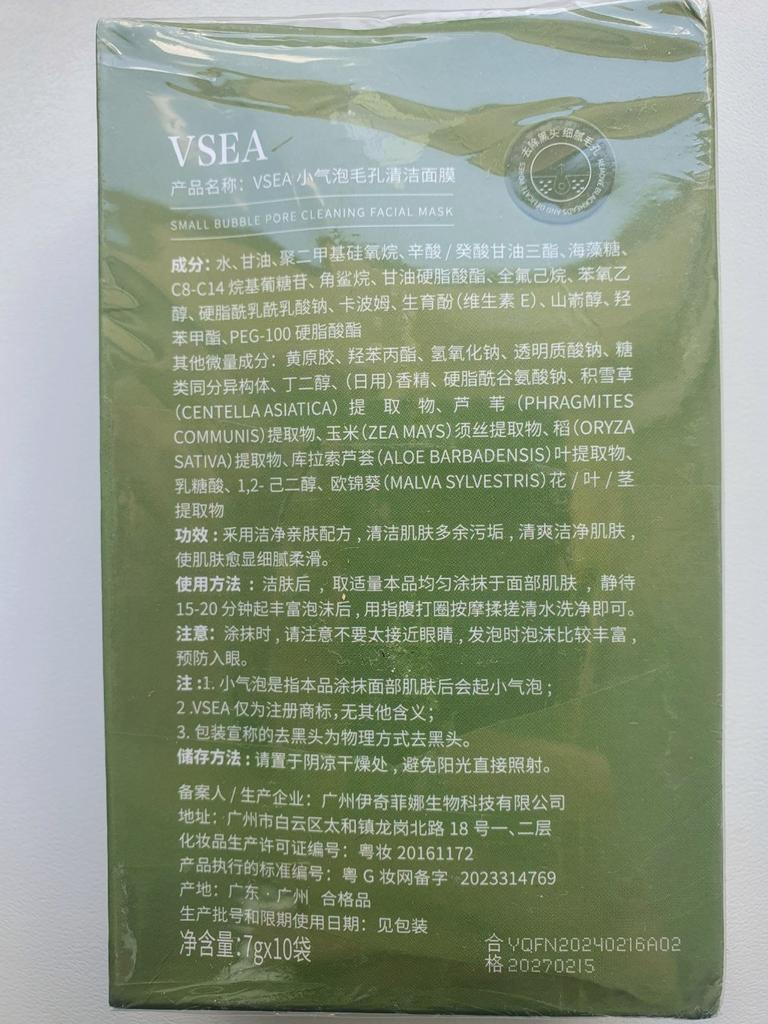 VSEA
产品名称：VSEA 小气泡毛孔清洁面膜
SMALL BUBBLE PORE CLEANING FACIAL MASK
去除黑头 细腻毛孔
REMOVE BLACKHEADS AND DELICATE PORES
成分：水、甘油、聚二甲基硅氧烷、辛酸 / 癸酸甘油三酯、海藻糖、
C8-C14 烷基葡糖苷、角鲨烷、甘油硬脂酸酯、全氟己烷、苯氧乙
醇、硬脂酰乳酰乳酸钠、卡波姆、生育酚（维生素 E）、山嵛醇、羟
苯甲酯、PEG-100 硬脂酸酯
其他微量成分：黄原胶、羟苯丙酯、氢氧化钠、透明质酸钠、糖
类同分异构体、丁二醇、（日用）香精、硬脂酰谷氨酸钠、积雪草
（CENTELLA ASIATICA）提 取 物、芦 苇（PHRAGMITES
COMMUNIS）提取物、玉米（ZEA MAYS）须丝提取物、稻（ORYZA
SATIVA）提取物、库拉索芦荟（ALOE BARBADENSIS）叶提取物、
乳糖酸、1,2- 己二醇、欧锦葵（MALVA SYLVESTRIS）花 / 叶 / 茎
提取物
功效：采用洁净亲肤配方，清洁肌肤多余污垢，清爽洁净肌肤，
使肌肤愈显细腻柔滑。
使用方法：洁肤后，取适量本品均匀涂抹于面部肌肤，静待
15-20 分钟起丰富泡沫后，用指腹打圈按摩揉搓清水洗净即可。
注意：涂抹时，请注意不要太接近眼睛，发泡时泡沫比较丰富，
预防入眼。
注：1. 小气泡是指本品涂抹面部肌肤后会起小气泡；
2 .VSEA 仅为注册商标，无其他含义；
3. 包装宣称的去黑头为物理方式去黑头。
储存方法：请置于阴凉干燥处，避免阳光直接照射。
备案人 / 生产企业：广州伊奇菲娜生物科技有限公司
地址：广州市白云区太和镇龙岗北路 18 号一、二层
化妆品生产许可证编号：粤妆 20161172
产品执行的标准编号：粤 G 妆网备字 2023314769
产地：广东 · 广州 合格品
生产批号和限期使用日期：见包装
净含量：7gx10袋
合 YQFN20240216A02
格 20270215